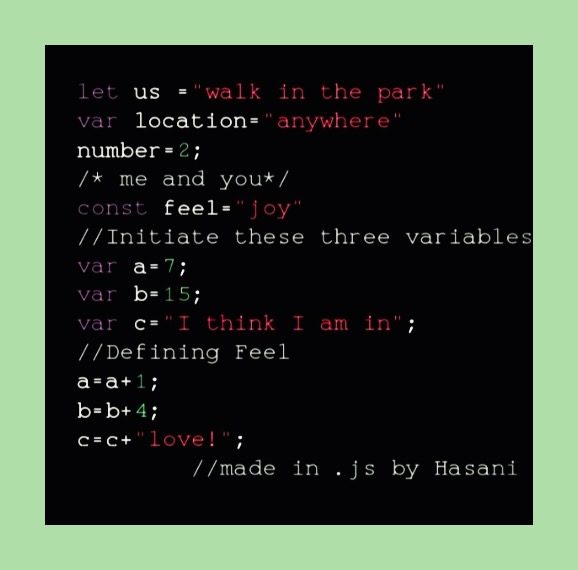 let us ="walk in the park"
var location="anywhere"
number=2;
/* me and you*/
const feel="joy"
//Initiate these three variables
var a=7;
var b=15;
var c="I think I am in";
//Defining Feel
a=a+1;
b=b+4;
c=c+"love!";
//made in .js by Hasani